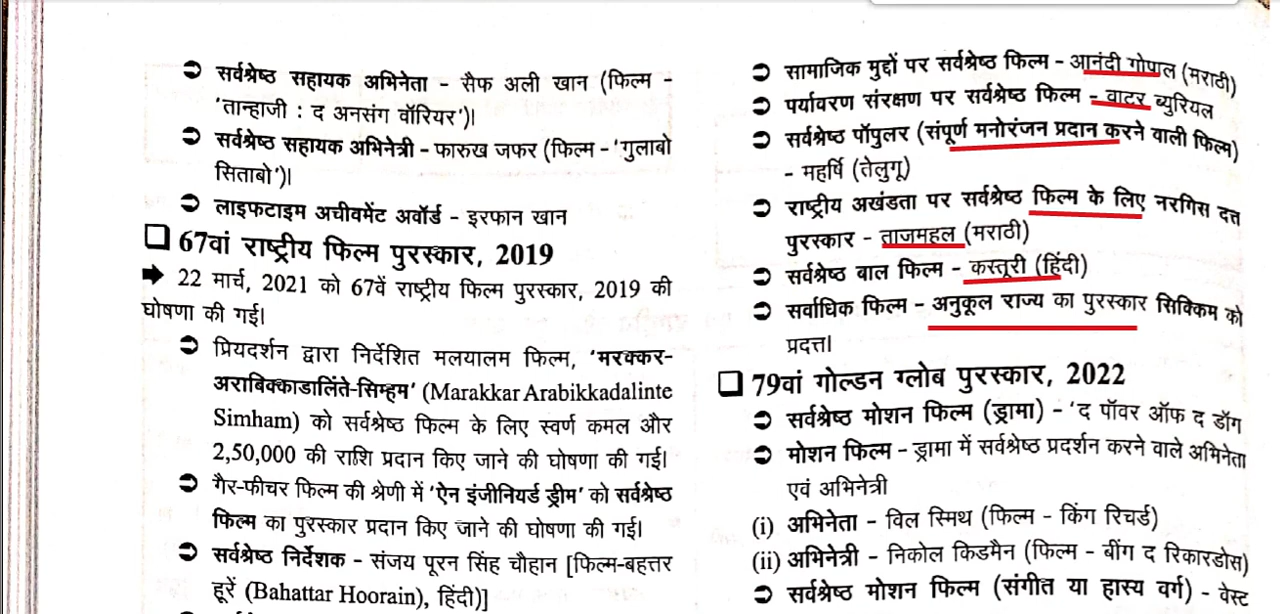 ➲ सर्वश्रेष्ठ सहायक अभिनेता - सैफ अली खान (फिल्म -
'तान्हाजी : द अनसंग वॉरियर')।
➲ सर्वश्रेष्ठ सहायक अभिनेत्री - फारुख जफर (फिल्म - 'गुलाबो
सिताबो')।
➲ लाइफटाइम अचीवमेंट अवॉर्ड - इरफान खान
❑ 67वां राष्ट्रीय फिल्म पुरस्कार, 2019
➡ 22 मार्च, 2021 को 67वें राष्ट्रीय फिल्म पुरस्कार, 2019 की
घोषणा की गई।
➲ प्रियदर्शन द्वारा निर्देशित मलयालम फिल्म, 'मरक्कर-
अराबिक्काडालिंते-सिम्हम' (Marakkar Arabikkadalinte
Simham) को सर्वश्रेष्ठ फिल्म के लिए स्वर्ण कमल और
2,50,000 की राशि प्रदान किए जाने की घोषणा की गई।
➲ गैर-फीचर फिल्म की श्रेणी में 'ऐन इंजीनियर्ड ड्रीम' को सर्वश्रेष्ठ
फिल्म का पुरस्कार प्रदान किए जाने की घोषणा की गई।
➲ सर्वश्रेष्ठ निर्देशक - संजय पूरन सिंह चौहान [फिल्म-बहत्तर
हूरें (Bahattar Hoorain), हिंदी)]
➲ सामाजिक मुद्दों पर सर्वश्रेष्ठ फिल्म - आनंदी गोपाल (मराठी)
➲ पर्यावरण संरक्षण पर सर्वश्रेष्ठ फिल्म - वाटर ब्युरियल
➲ सर्वश्रेष्ठ पॉपुलर (संपूर्ण मनोरंजन प्रदान करने वाली फिल्म)
- महर्षि (तेलुगू)
➲ राष्ट्रीय अखंडता पर सर्वश्रेष्ठ फिल्म के लिए नरगिस दत्त
पुरस्कार - ताजमहल (मराठी)
➲ सर्वश्रेष्ठ बाल फिल्म - कस्तूरी (हिंदी)
➲ सर्वाधिक फिल्म - अनुकूल राज्य का पुरस्कार सिक्किम को
प्रदत्त।
❑ 79वां गोल्डन ग्लोब पुरस्कार, 2022
➲ सर्वश्रेष्ठ मोशन फिल्म (ड्रामा) - 'द पॉवर ऑफ द डॉग
➲ मोशन फिल्म - ड्रामा में सर्वश्रेष्ठ प्रदर्शन करने वाले अभिनेता
एवं अभिनेत्री
(i) अभिनेता - विल स्मिथ (फिल्म - किंग रिचर्ड)
(ii) अभिनेत्री - निकोल किडमैन (फिल्म - बींग द रिकारडोस)
➲ सर्वश्रेष्ठ मोशन फिल्म (संगीत या हास्य वर्ग) - वेस्ट